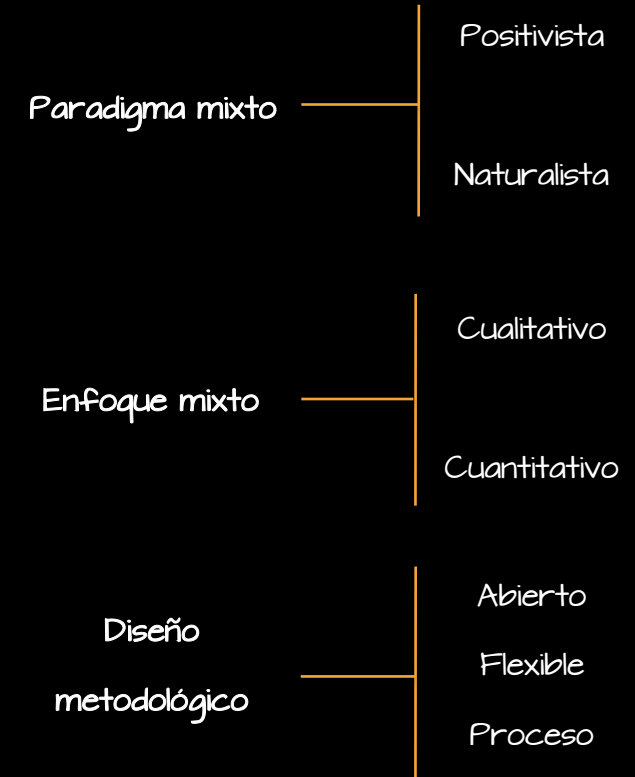 Paradigma mixto
Positivista
Naturalista
Enfoque mixto
Cualitativo
Cuantitativo
Diseño
metodológico
Abierto
Flexible
Proceso